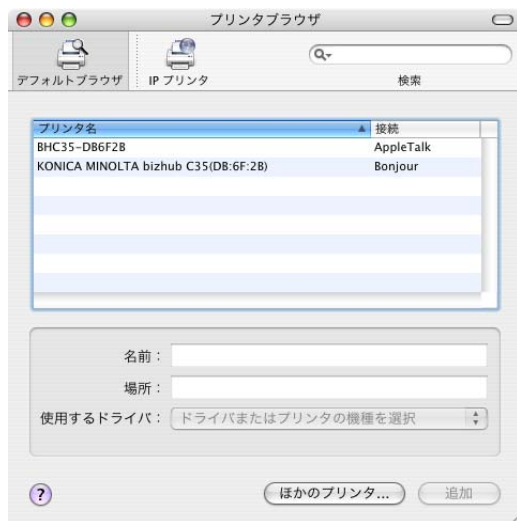 プリンタブラウザ
デフォルトブラウザ IP プリンタ 検索
プリンタ名 接続
BHC35-DB6F2B AppleTalk
KONICA MINOLTA bizhub C35(DB:6F:2B) Bonjour
名前：
場所：
使用するドライバ： ドライバまたはプリンタの機種を選択
? ほかのプリンタ... 追加